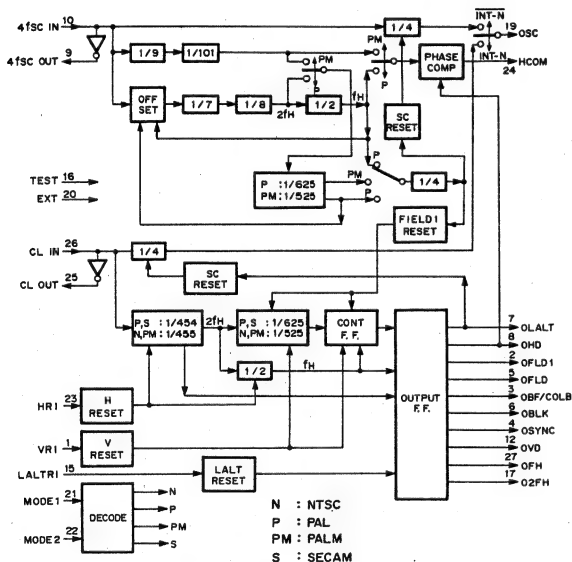 4fSC IN 10
4fSC OUT 9
1/9
1/101
OFF SET
1/7
1/8
2fH
1/2
fH
PM
P
1/4
PM
P
PHASE COMP
INT-N
19 OSC
INT-N
HCOM
24
SC RESET
TEST 16
EXT 20
P : 1/625
PM : 1/525
PM
P
P
1/4
FIELD1 RESET
CL IN 26
CL OUT 25
1/4
SC RESET
P,S : 1/454
N,PM : 1/455
2fH
P,S : 1/625
N,PM : 1/525
CONT F.F.
1/2
fH
OUTPUT F.F.
7 OLALT
8 OHD
2 OFLD1
5 OFLD
3 OBF/COLB
6 OBLK
4 OSYNC
12 OVD
27 OFH
17 O2FH
HRI 23
H RESET
VRI 1
V RESET
LALTRI 15
LALT RESET
MODE1 21
MODE2 22
DECODE
N
P
PM
S
N : NTSC
P : PAL
PM : PALM
S : SECAM